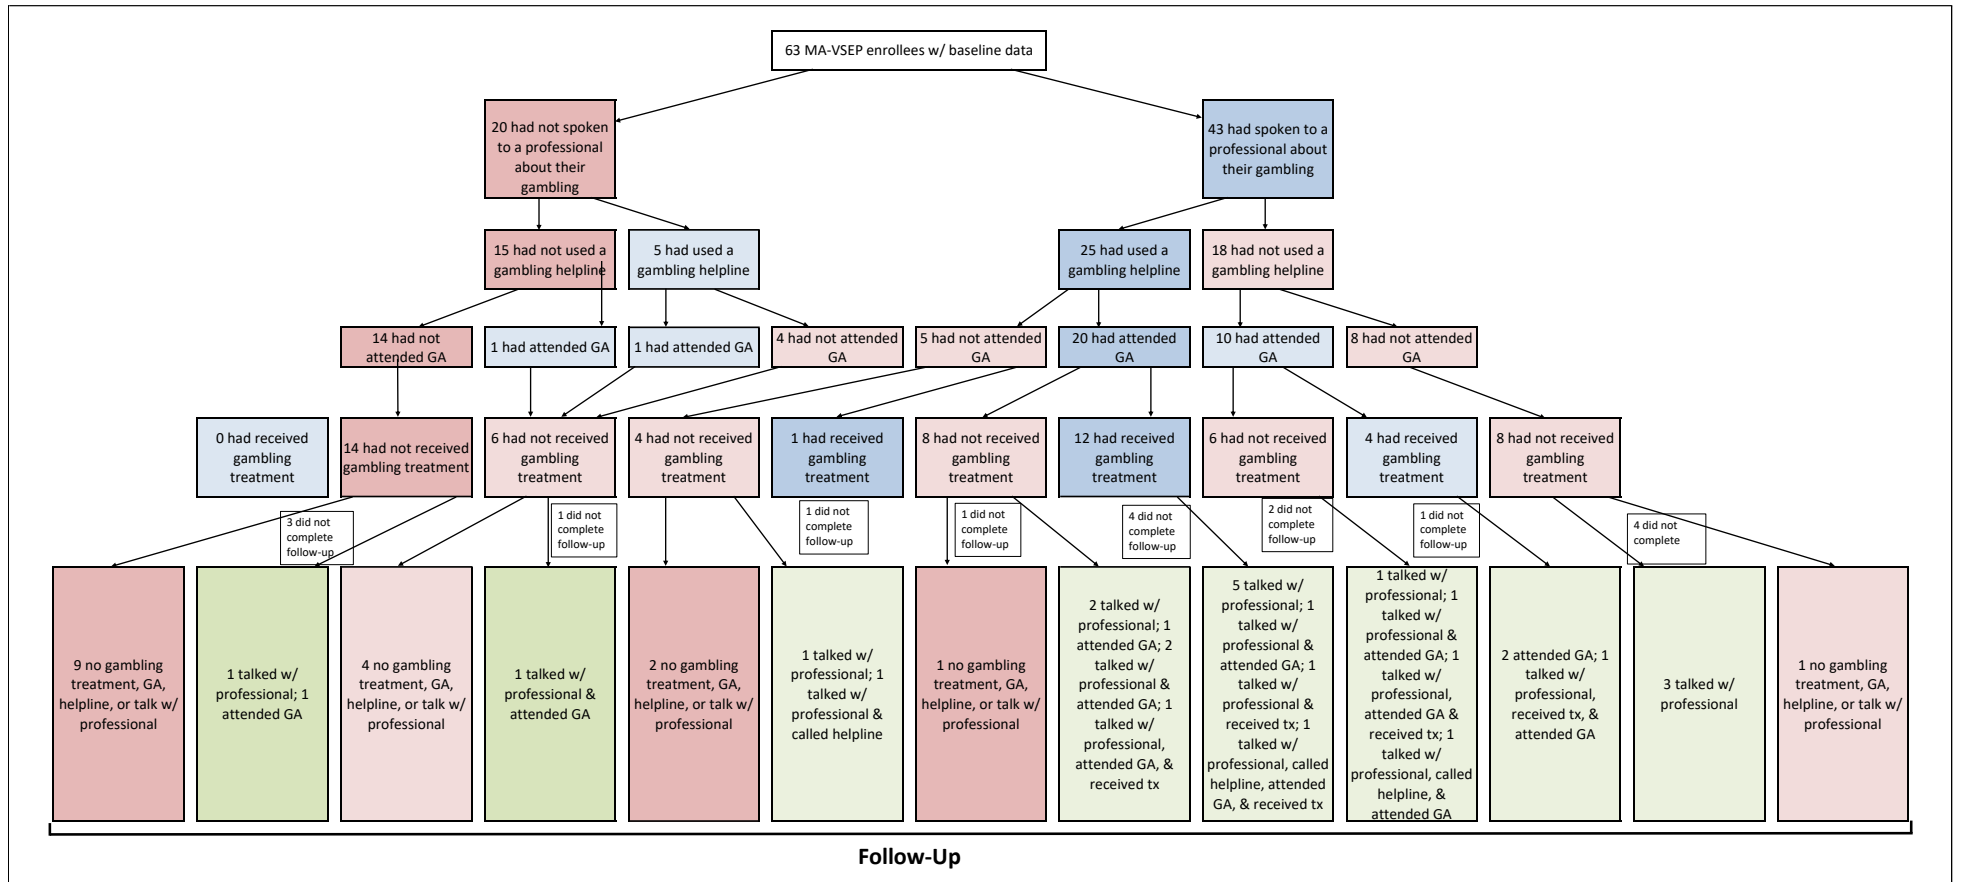 63 MA-VSEP enrollees w/ baseline data
20 had not spoken
to a professional
about their
gambling
43 had spoken to a
professional about
their gambling
15 had not used a
gambling helpline
5 had used a
gambling helpline
25 had used a
gambling helpline
18 had not used a
gambling helpline
14 had not
attended GA
1 had attended GA
1 had attended GA
4 had not attended
GA
5 had not attended
GA
20 had attended
GA
10 had attended
GA
8 had not attended
GA
0 had received
gambling
treatment
14 had not received
gambling treatment
6 had not received
gambling
treatment
4 had not received
gambling
treatment
1 had received
gambling
treatment
8 had not received
gambling
treatment
12 had received
gambling
treatment
6 had not received
gambling
treatment
4 had received
gambling
treatment
8 had not received
gambling
treatment
3 did not
complete
follow-up
1 did not
complete
follow-up
1 did not
complete
follow-up
1 did not
complete
follow-up
4 did not
complete
follow-up
2 did not
complete
follow-up
1 did not
complete
follow-up
4 did not
complete
9 no gambling
treatment, GA,
helpline, or talk w/
professional
1 talked w/
professional; 1
attended GA
4 no gambling
treatment, GA,
helpline, or talk w/
professional
1 talked w/
professional &
attended GA
2 no gambling
treatment, GA,
helpline, or talk w/
professional
1 talked w/
professional; 1
talked w/
professional &
called helpline
1 no gambling
treatment, GA,
helpline, or talk w/
professional
2 talked w/
professional; 1
attended GA; 2
talked w/
professional &
attended GA; 1
talked w/
professional,
attended GA, &
received tx
5 talked w/
professional; 1
talked w/
professional &
attended GA; 1
talked w/
professional &
received tx; 1
talked w/
professional, called
helpline, attended
GA, & received tx
1 talked w/
professional; 1
talked w/
professional &
attended GA; 1
talked w/
professional,
attended GA &
received tx; 1
talked w/
professional, called
helpline, &
attended GA
2 attended GA; 1
talked w/
professional,
received tx, &
attended GA
3 talked w/
professional
1 no gambling
treatment, GA,
helpline, or talk w/
professional
Follow-Up